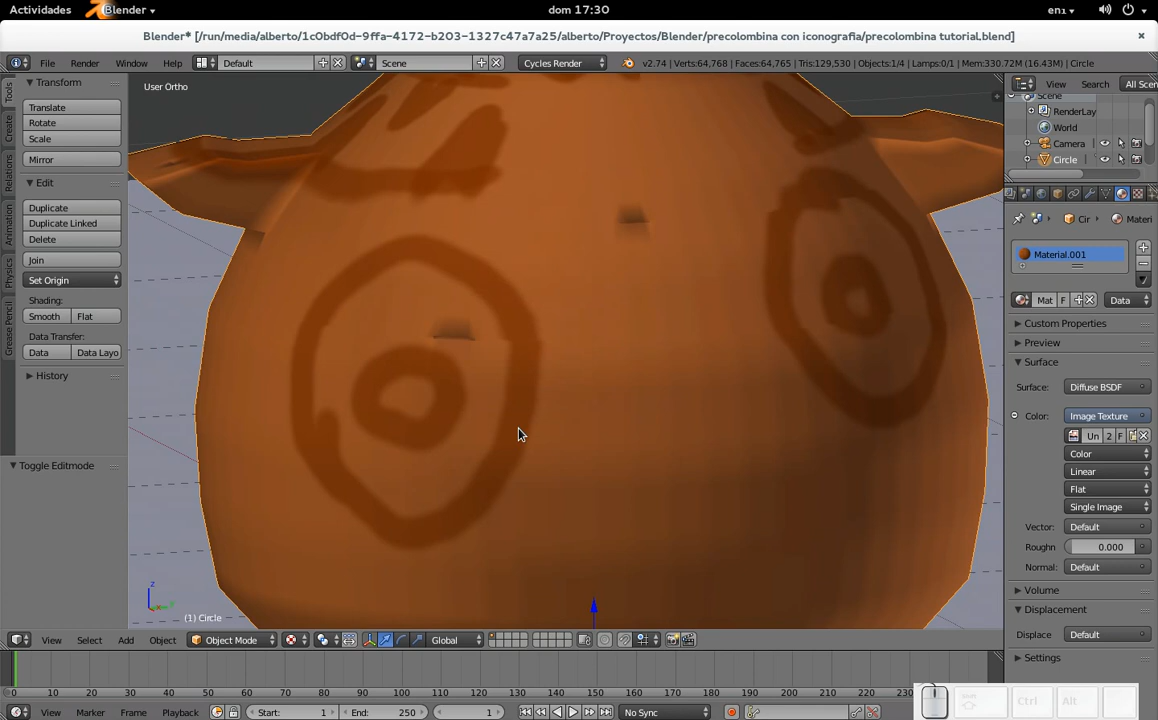 Actividades Blender dom 17:30 en1
Blender* [/run/media/alberto/1c0bdf0d-9ffa-4172-b203-1327c47a7a25/alberto/Proyectos/Blender/precolombina con iconografia/precolombina tutorial.blend] ×
File Render Window Help Default Scene Cycles Render v2.74 | Verts:64,768 | Faces:64,765 | Tris:129,530 | Objects:1/4 | Lamps:0/1 | Mem:330.72M (16.43M) | Circle
Tools
Create
Relations
Animation
Physics
Grease Pencil
Transform
Translate
Rotate
Scale
Mirror
Edit
Duplicate
Duplicate Linked
Delete
Join
Set Origin
Shading:
Smooth Flat
Data Transfer:
Data Data Layo
History
Toggle Editmode
User Ortho
z
(1) Circle
View Search All Scen
Scene
RenderLay
World
Camera
Circle
Cir Materi
Material.001
Mat F Data
Custom Properties
Preview
Surface
Surface: Diffuse BSDF
Color: Image Texture
Un 2 F
Color
Linear
Flat
Single Image
Vector: Default
Roughn 0.000
Normal: Default
Volume
Displacement
Displace Default
Settings
View Select Add Object Object Mode Global
0 10 20 30 40 50 60 70 80 90 100 110 120 130 140 150 160 170 180 190 200 210 220 230
View Marker Frame Playback Start: 1 End: 250 1 No Sync
Ctrl Alt